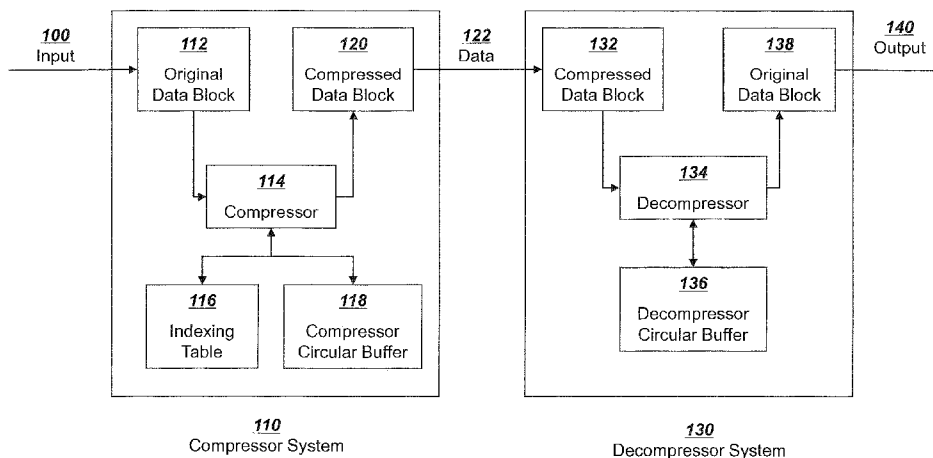 100
Input
112
Original
Data Block
120
Compressed
Data Block
114
Compressor
116
Indexing
Table
118
Compressor
Circular Buffer
110
Compressor System
122
Data
132
Compressed
Data Block
138
Original
Data Block
134
Decompressor
136
Decompressor
Circular Buffer
130
Decompressor System
140
Output